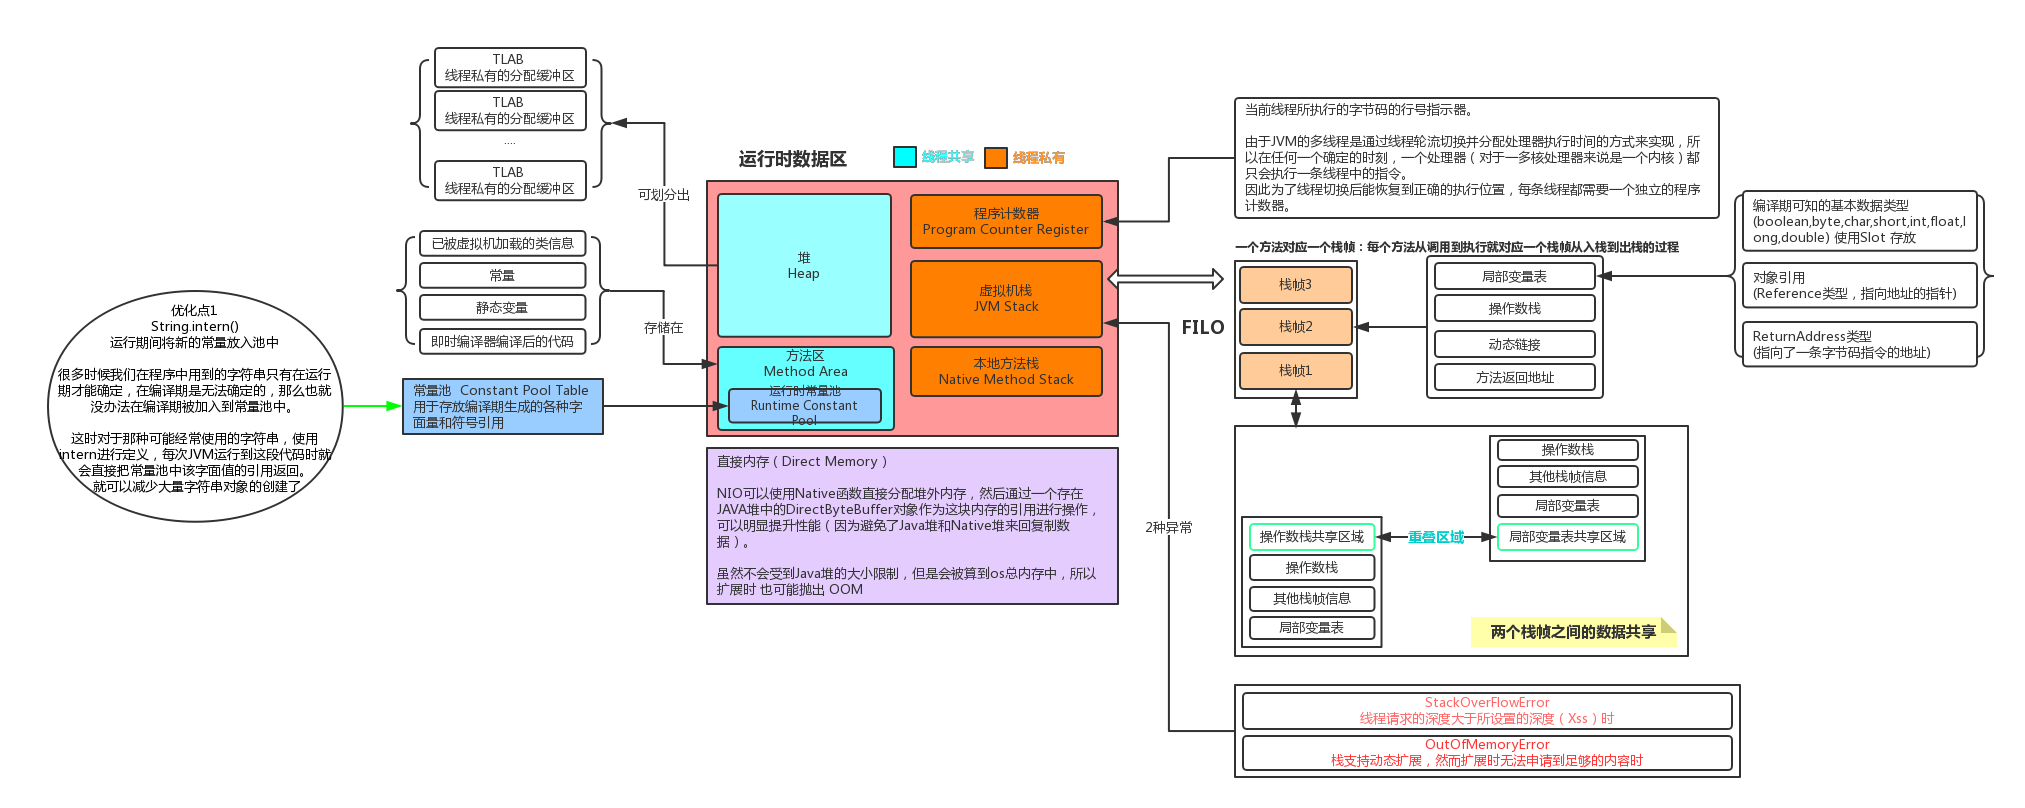 TLAB
线程私有的分配缓冲区
TLAB
线程私有的分配缓冲区
....
TLAB
线程私有的分配缓冲区
可划分出
已被虚拟机加载的类信息
常量
静态变量
即时编译器编译后的代码
存储在
优化点1
String.intern()
运行期间将新的常量放入池中
很多时候我们在程序中用到的字符串只有在运行
期才能确定，在编译期是无法确定的，那么也就
没办法在编译期被加入到常量池中。
这时对于那种可能经常使用的字符串，使用
intern进行定义，每次JVM运行到这段代码时就
会直接把常量池中该字面值的引用返回。
就可以减少大量字符串对象的创建了
常量池 Constant Pool Table
用于存放编译期生成的各种字
面量和符号引用
运行时数据区
线程共享
线程私有
堆
Heap
程序计数器
Program Counter Register
虚拟机栈
JVM Stack
方法区
Method Area
运行时常量池
Runtime Constant
Pool
本地方法栈
Native Method Stack
直接内存（Direct Memory）
NIO可以使用Native函数直接分配堆外内存，然后通过一个存在
JAVA堆中的DirectByteBuffer对象作为这块内存的引用进行操作，
可以明显提升性能（因为避免了Java堆和Native堆来回复制数
据）。
虽然不会受到Java堆的大小限制，但是会被算到os总内存中，所以
扩展时 也可能抛出 OOM
当前线程所执行的字节码的行号指示器。
由于JVM的多线程是通过线程轮流切换并分配处理器执行时间的方式来实现，所
以在任何一个确定的时刻，一个处理器（对于一多核处理器来说是一个内核）都
只会执行一条线程中的指令。
因此为了线程切换后能恢复到正确的执行位置，每条线程都需要一个独立的程序
计数器。
一个方法对应一个栈帧：每个方法从调用到执行就对应一个栈帧从入栈到出栈的过程
FILO
栈帧3
栈帧2
栈帧1
局部变量表
操作数栈
动态链接
方法返回地址
编译期可知的基本数据类型
(boolean,byte,char,short,int,float,l
ong,double) 使用Slot 存放
对象引用
(Reference类型，指向地址的指针)
ReturnAddress类型
(指向了一条字节码指令的地址)
操作数栈
其他栈帧信息
局部变量表
局部变量表共享区域
重叠区域
操作数栈共享区域
操作数栈
其他栈帧信息
局部变量表
两个栈帧之间的数据共享
2种异常
StackOverFlowError
线程请求的深度大于所设置的深度（Xss）时
OutOfMemoryError
栈支持动态扩展，然而扩展时无法申请到足够的内容时